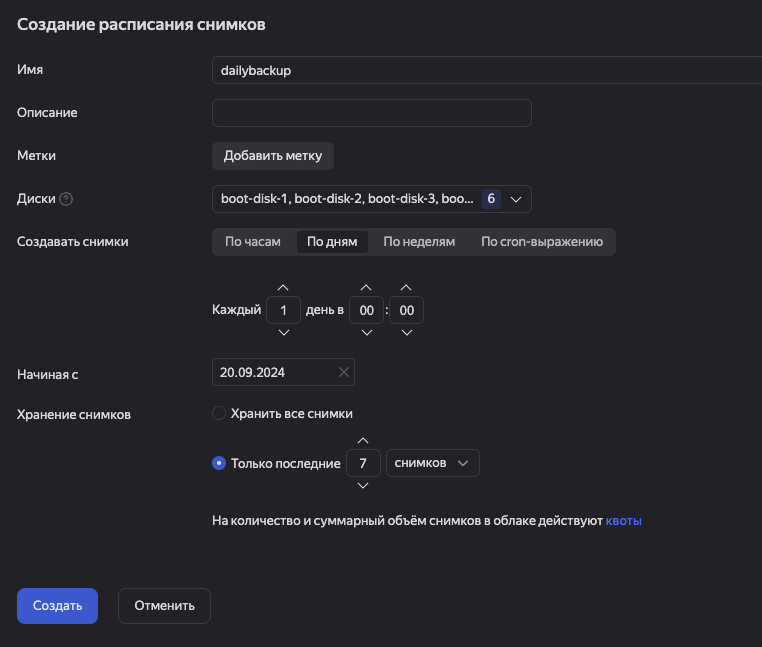 Создание расписания снимков
Имя
dailybackup
Описание
Метки
Добавить метку
Диски ?
boot-disk-1, boot-disk-2, boot-disk-3, boo... 6
Создавать снимки
По часам По дням По неделям По cron-выражению
Каждый 1 день в 00 : 00
Начиная с
20.09.2024
Хранение снимков
Хранить все снимки
Только последние 7 снимков
На количество и суммарный объём снимков в облаке действуют квоты
Создать Отменить